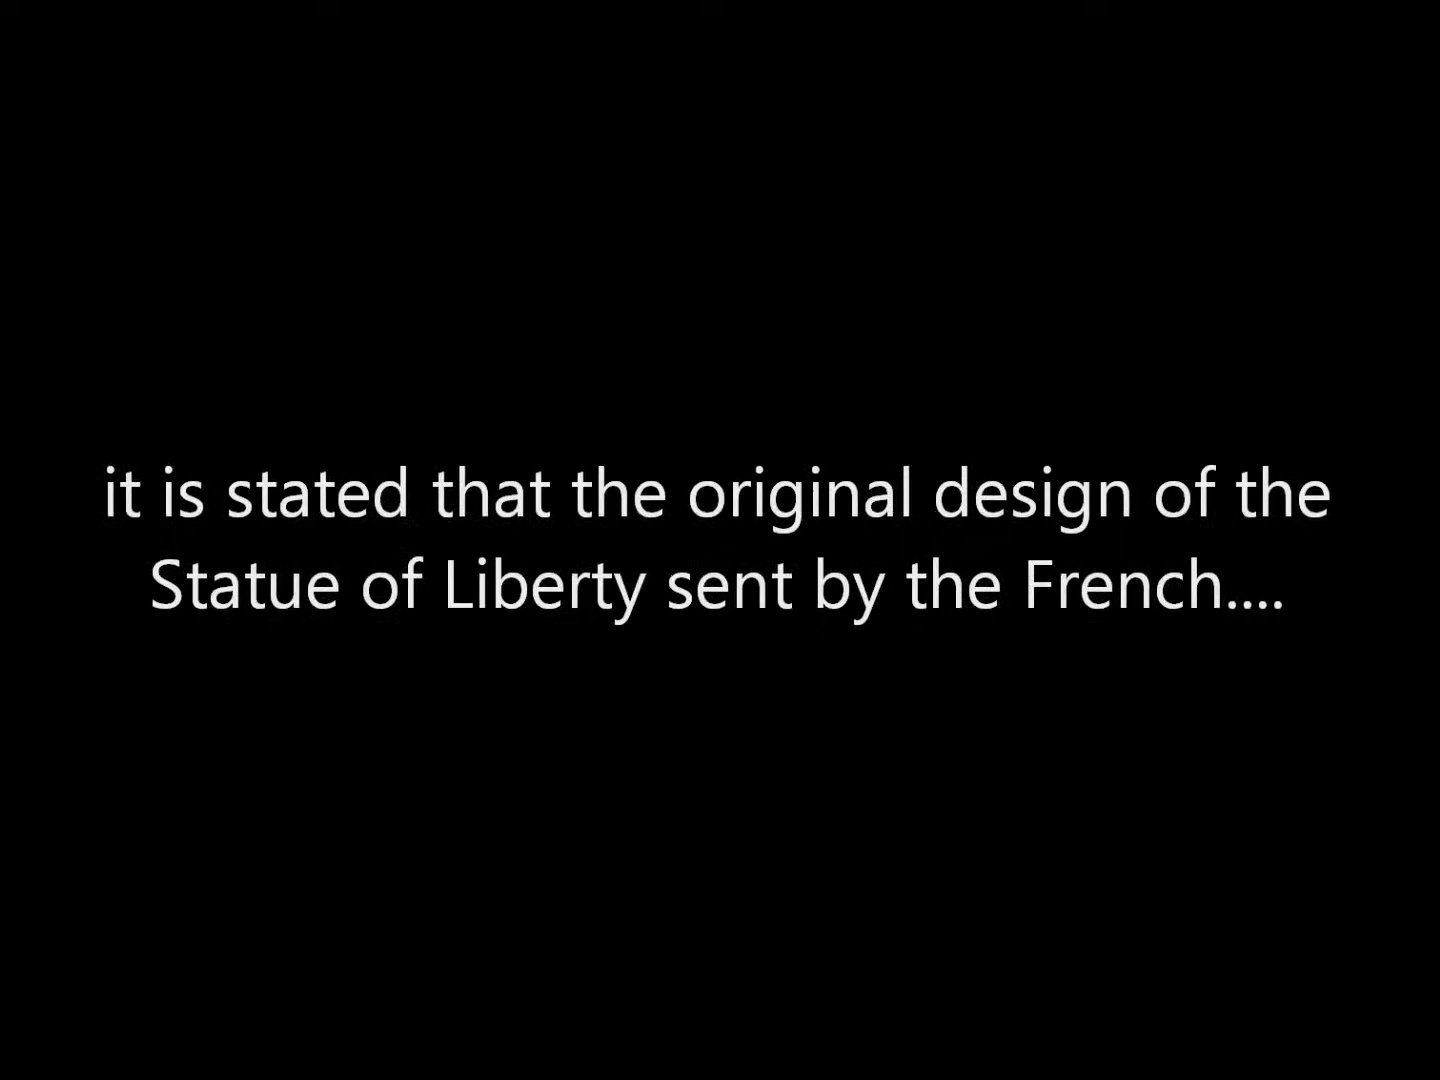 it is stated that the original design of the
Statue of Liberty sent by the French....